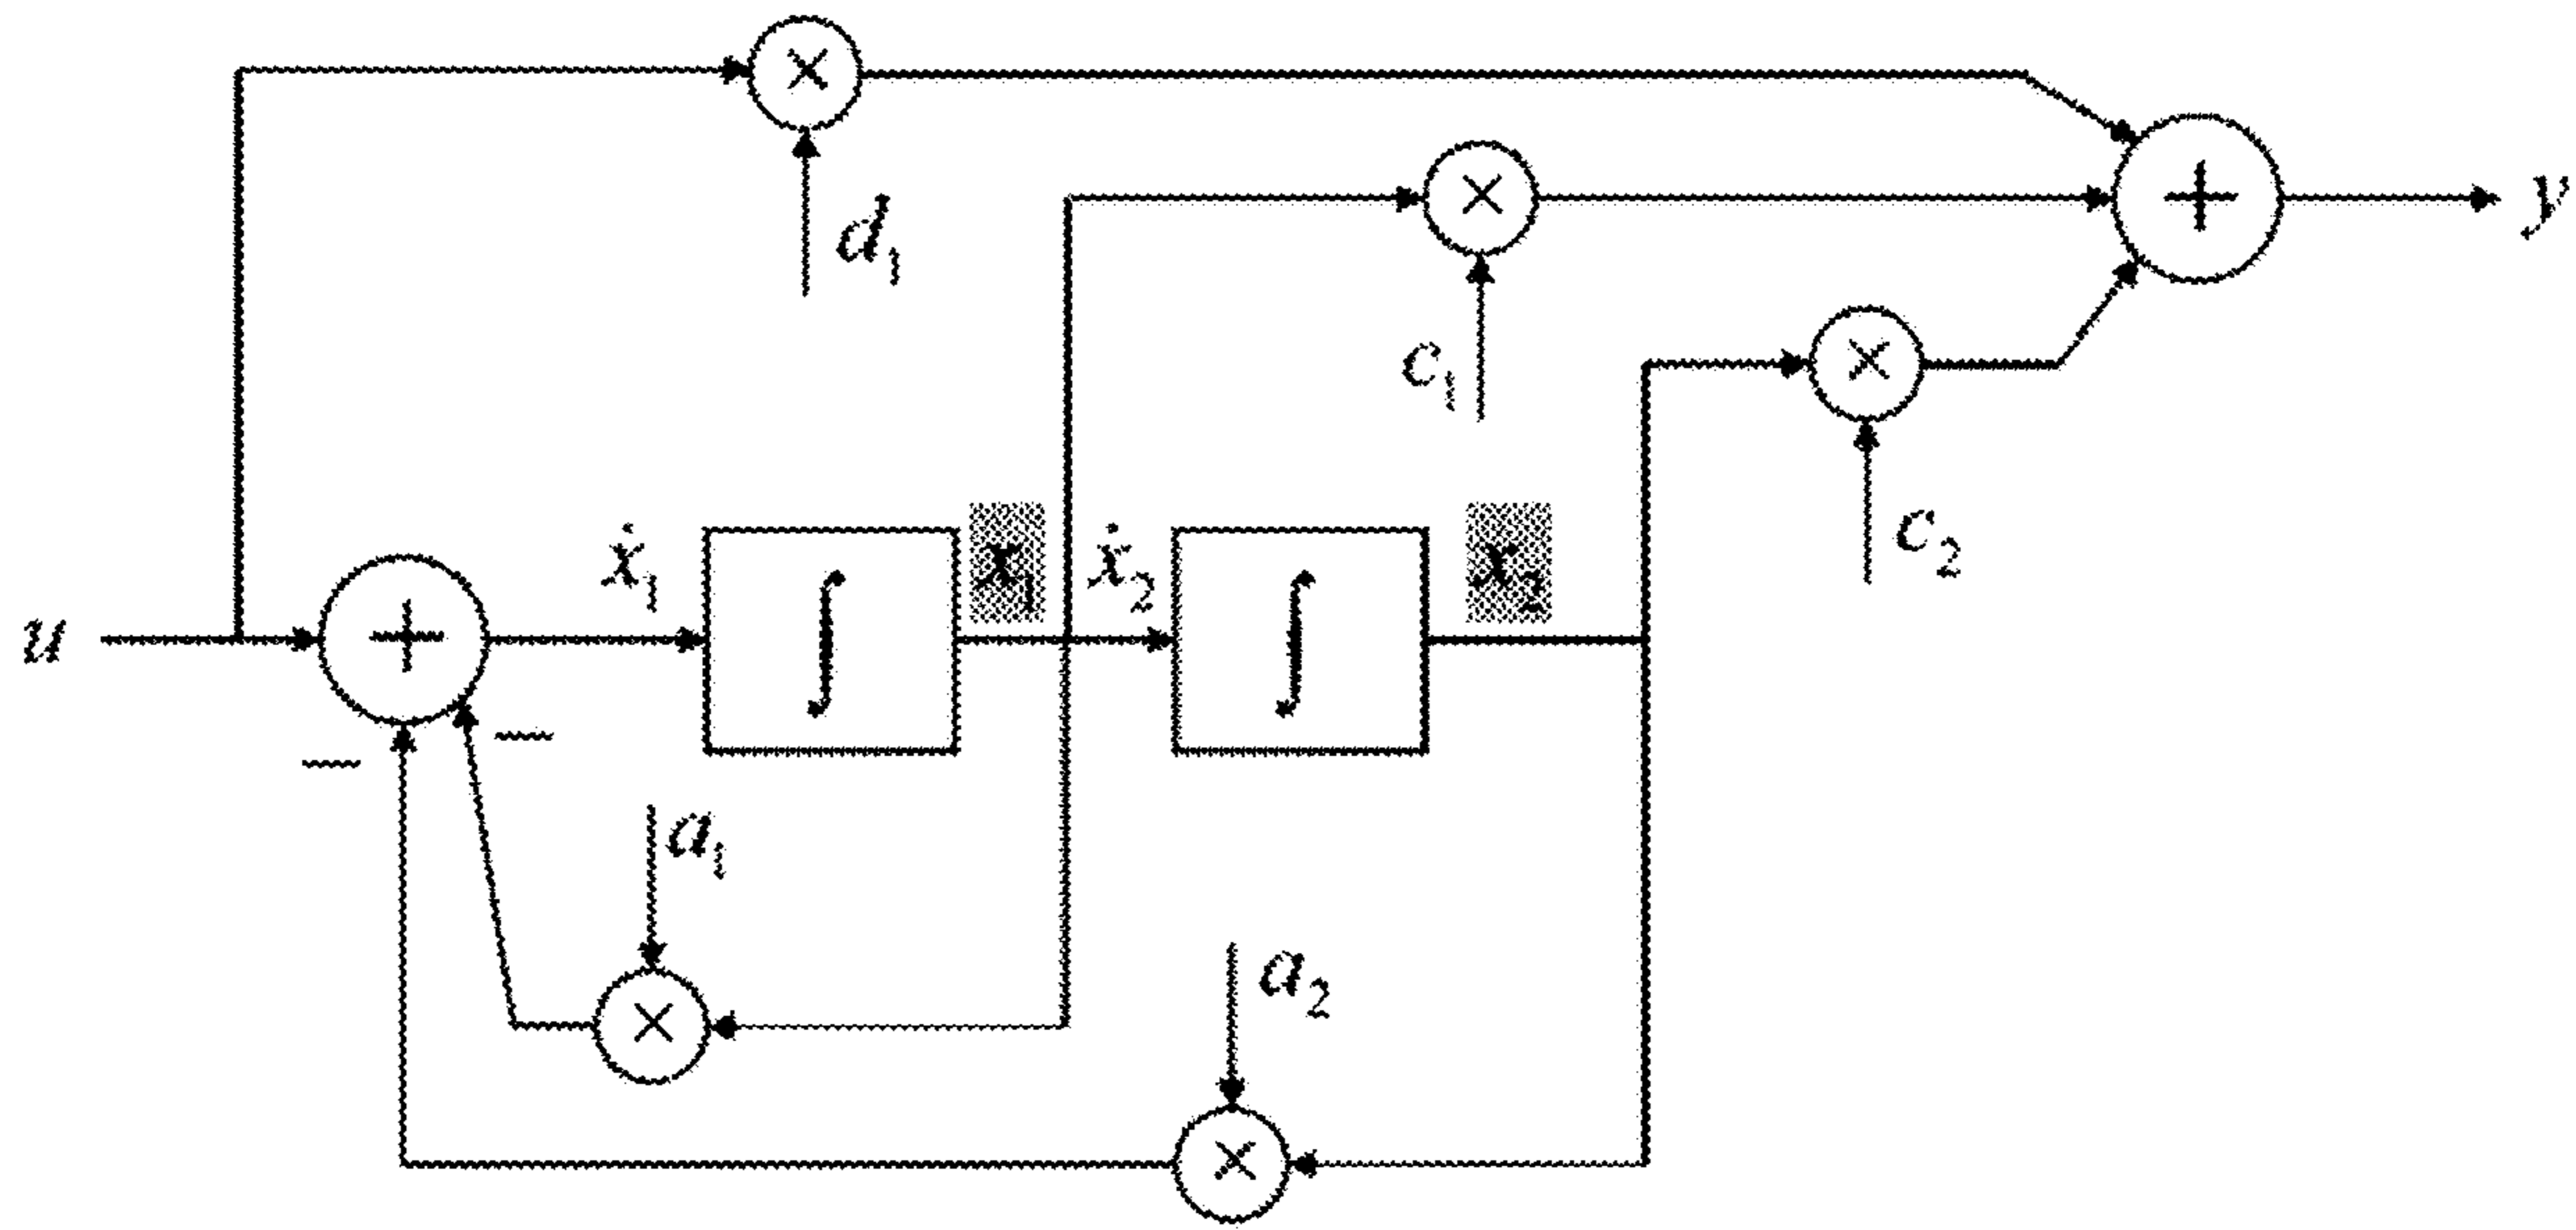 ×
d₁
×
+
y
c₁
×
c₂
u
+
ẋ₁
∫
x₁
ẋ₂
∫
x₂
−
−
a₁
×
a₂
×